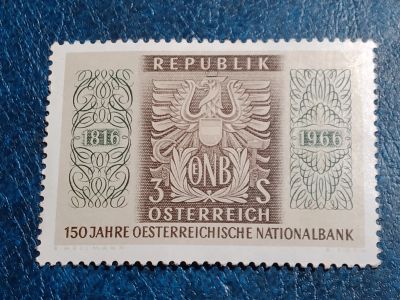 REPUBLIK
1816 1966
ÖNB
3 S
ÖSTERREICH
150 JAHRE OESTERREICHISCHE NATIONALBANK